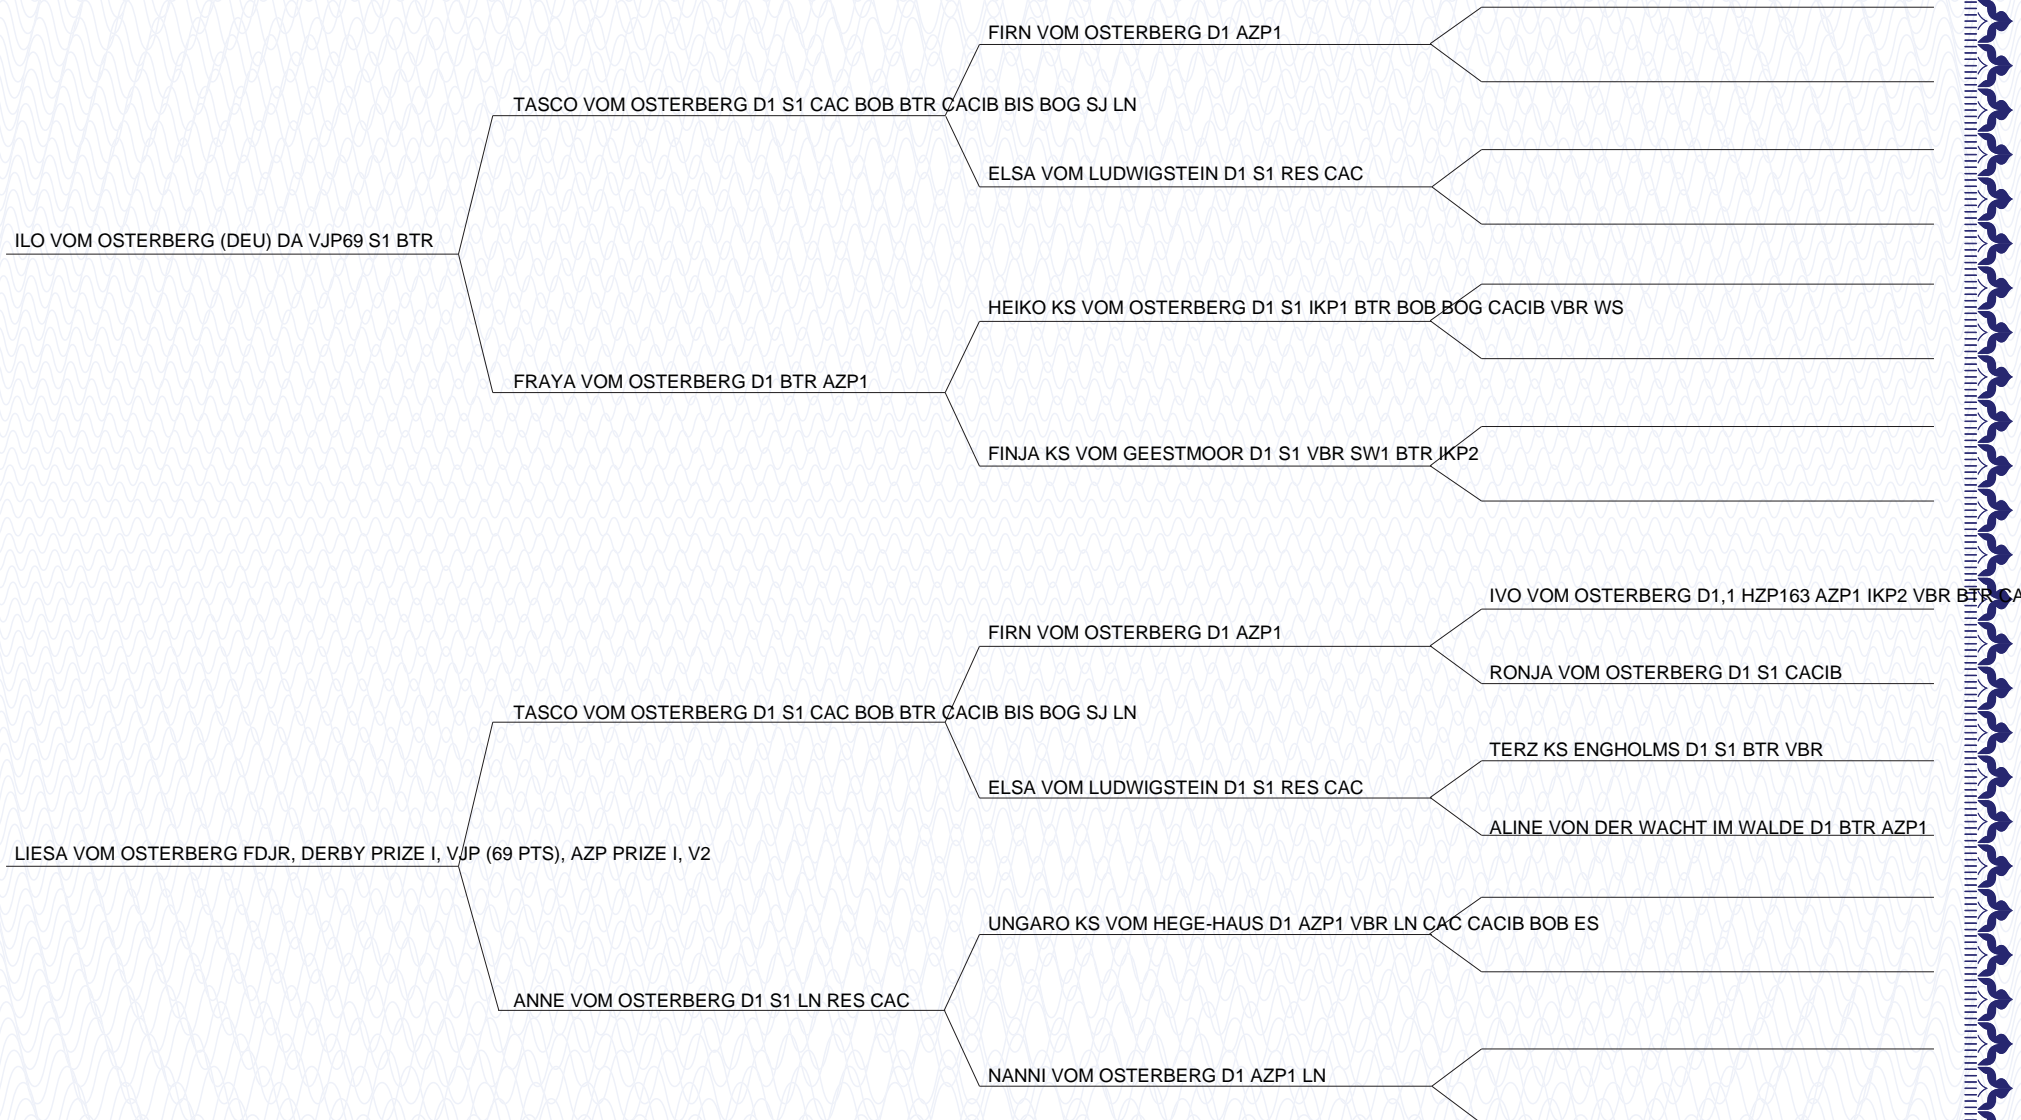 FIRN VOM OSTERBERG D1 AZP1
TASCO VOM OSTERBERG D1 S1 CAC BOB BTR CACIB BIS BOG SJ LN
ELSA VOM LUDWIGSTEIN D1 S1 RES CAC
ILO VOM OSTERBERG (DEU) DA VJP69 S1 BTR
HEIKO KS VOM OSTERBERG D1 S1 IKP1 BTR BOB BOG CACIB VBR WS
FRAYA VOM OSTERBERG D1 BTR AZP1
FINJA KS VOM GEESTMOOR D1 S1 VBR SW1 BTR IKP2
IVO VOM OSTERBERG D1,1 HZP163 AZP1 IKP2 VBR BTR CA
FIRN VOM OSTERBERG D1 AZP1
RONJA VOM OSTERBERG D1 S1 CACIB
TASCO VOM OSTERBERG D1 S1 CAC BOB BTR CACIB BIS BOG SJ LN
TERZ KS ENGHOLMS D1 S1 BTR VBR
ELSA VOM LUDWIGSTEIN D1 S1 RES CAC
ALINE VON DER WACHT IM WALDE D1 BTR AZP1
LIESA VOM OSTERBERG FDJR, DERBY PRIZE I, VJP (69 PTS), AZP PRIZE I, V2
UNGARO KS VOM HEGE-HAUS D1 AZP1 VBR LN CAC CACIB BOB ES
ANNE VOM OSTERBERG D1 S1 LN RES CAC
NANNI VOM OSTERBERG D1 AZP1 LN